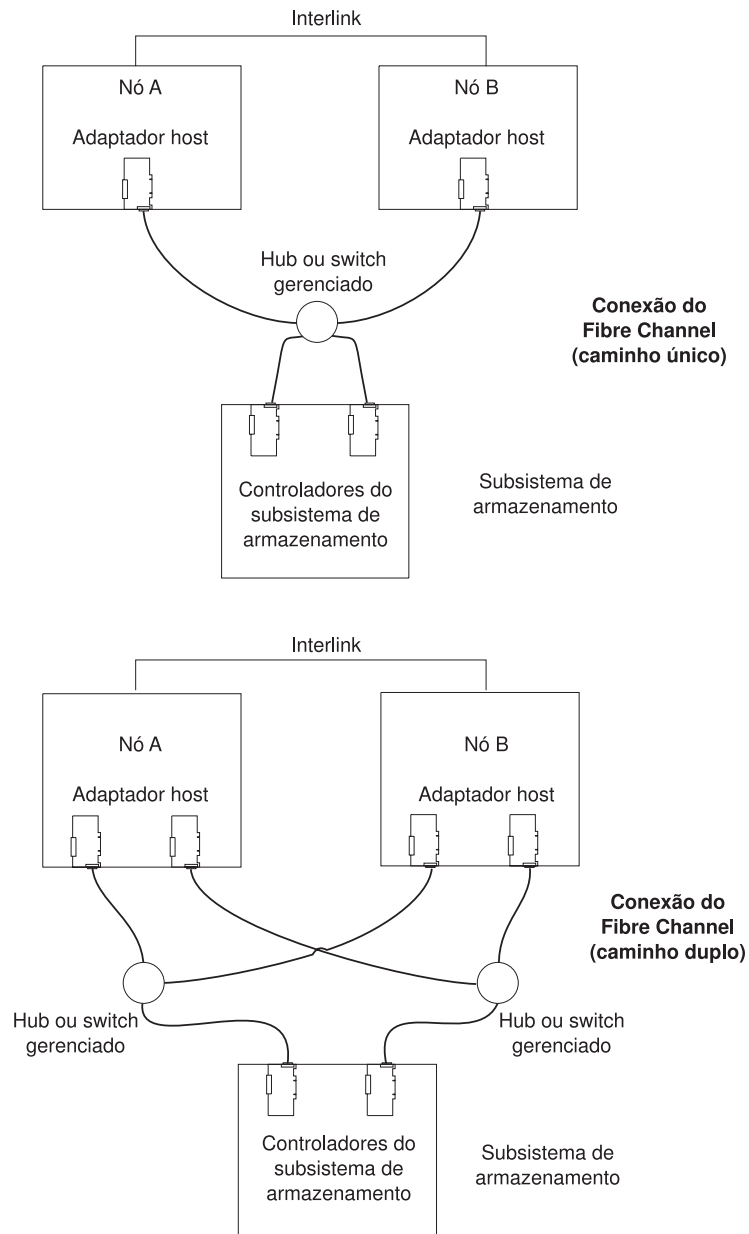 Interlink
Nó A
Nó B
Adaptador host
Adaptador host
Hub ou switch
gerenciado
Conexão do
Fibre Channel
(caminho único)
Controladores do
subsistema de
armazenamento
Subsistema de
armazenamento
Interlink
Nó A
Nó B
Adaptador host
Adaptador host
Conexão do
Fibre Channel
(caminho duplo)
Hub ou switch
gerenciado
Hub ou switch
gerenciado
Controladores do
subsistema de
armazenamento
Subsistema de
armazenamento